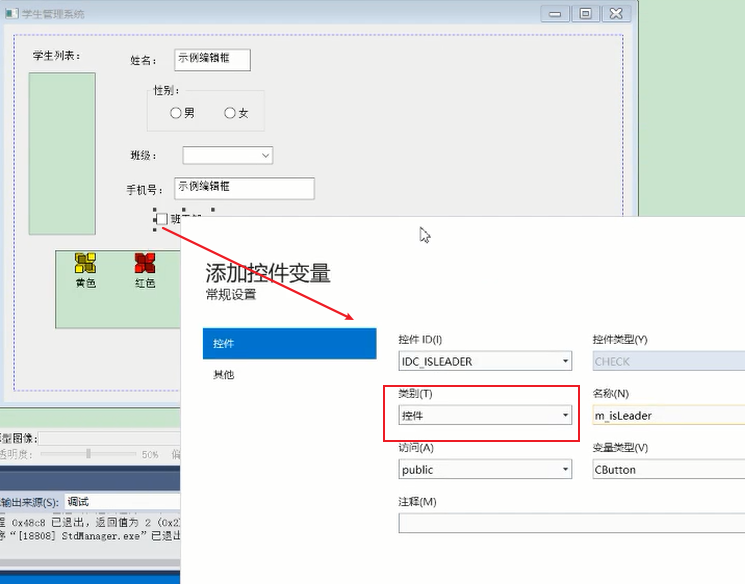 学生管理系统
学生列表：
姓名：
示例编辑框
性别：
男
女
班级：
手机号：
示例编辑框
黄色
红色
添加控件变量
常规设置
控件
其他
控件 ID(I)
控件类型(Y)
IDC_ISLEADER
CHECK
类别(T)
名称(N)
控件
m_isLeader
访问(A)
变量类型(V)
public
CButton
注释(M)
型图像:
透明度:
50%
偏
输出来源(S):
调试
程 0x48c8 已退出，返回值为 2 (0x2)
序“[18808] StdManager.exe”已退出